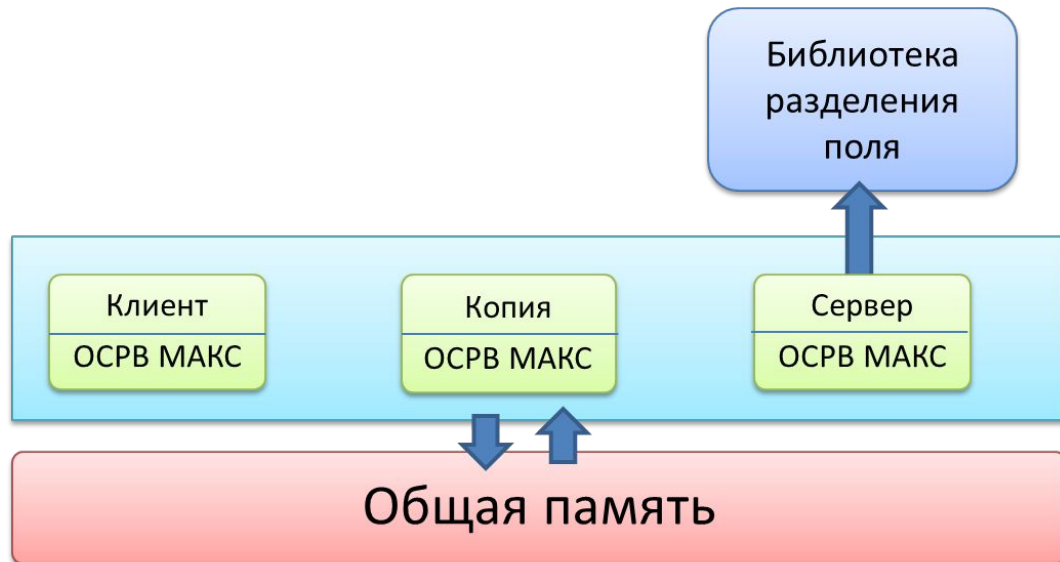 Библиотека
разделения
поля
Клиент
ОСРВ МАКС
Копия
ОСРВ МАКС
Сервер
ОСРВ МАКС
Общая память